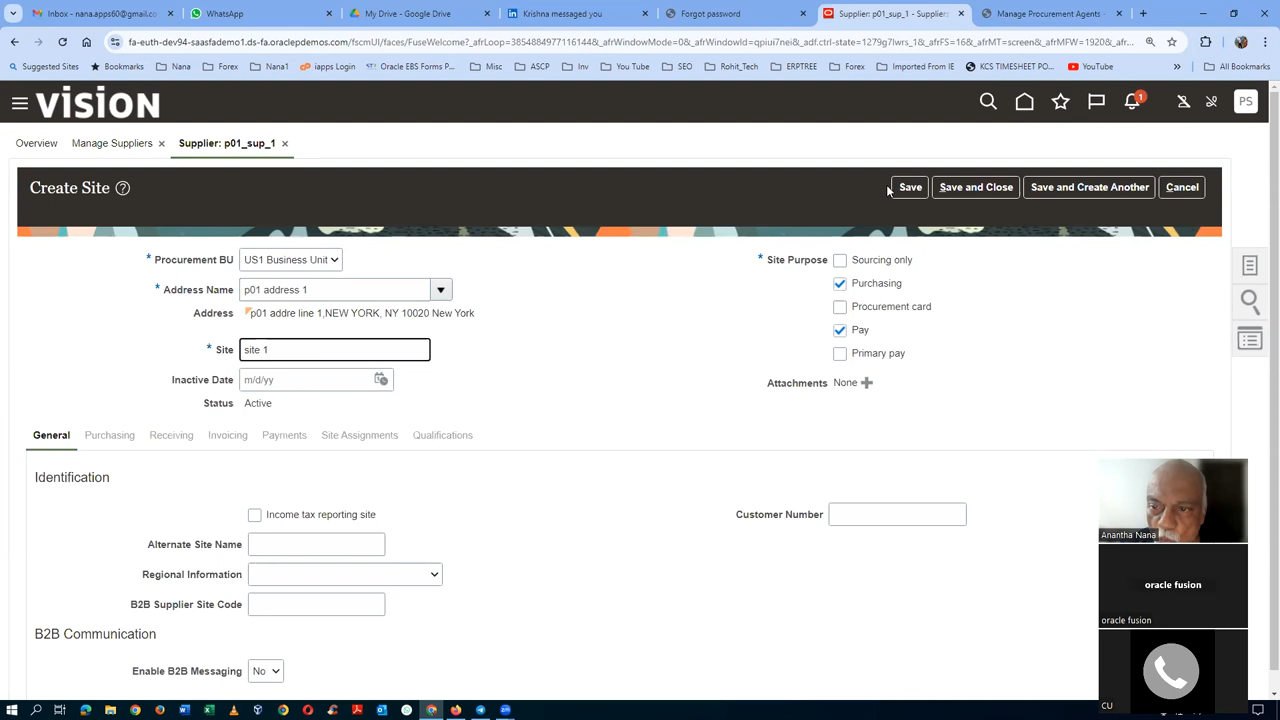 Inbox - nana.apps60@gmail.co
WhatsApp
My Drive - Google Drive
Krishna messaged you
Forgot password
Supplier: p01_sup_1 - Suppliers
Manage Procurement Agents -
fa-euth-dev94-saasfademo1.ds-fa.oraclepdemos.com/fscmUI/faces/FuseWelcome?_afrLoop=3854884977116144&_afrWindowMode=0&_afrWindowId=qpiui7nei&_adf.ctrl-state=1279g7lwrs_1&_afrFS=16&_afrMT=screen&_afrMFW=1920&_afrMF...
Suggested Sites
Bookmarks
Nana
Forex
Nana1
iapps Login
Oracle EBS Forms P...
Misc
ASCP
Inv
You Tube
SEO
Rohit_Tech
ERPTREE
Forex
Imported From IE
KCS TIMESHEET PO...
YouTube
»
All Bookmarks
VISION
1
PS
Overview
Manage Suppliers
Supplier: p01_sup_1
Create Site
Save
Save and Close
Save and Create Another
Cancel
* Procurement BU US1 Business Unit
* Address Name p01 address 1
Address p01 addre line 1,NEW YORK, NY 10020 New York
* Site site 1
Inactive Date m/d/yy
Status Active
* Site Purpose Sourcing only
Purchasing
Procurement card
Pay
Primary pay
Attachments None
General Purchasing Receiving Invoicing Payments Site Assignments Qualifications
Identification
Income tax reporting site
Customer Number
Alternate Site Name
Regional Information
B2B Supplier Site Code
B2B Communication
Enable B2B Messaging No
Anantha Nana
oracle fusion
oracle fusion
CU